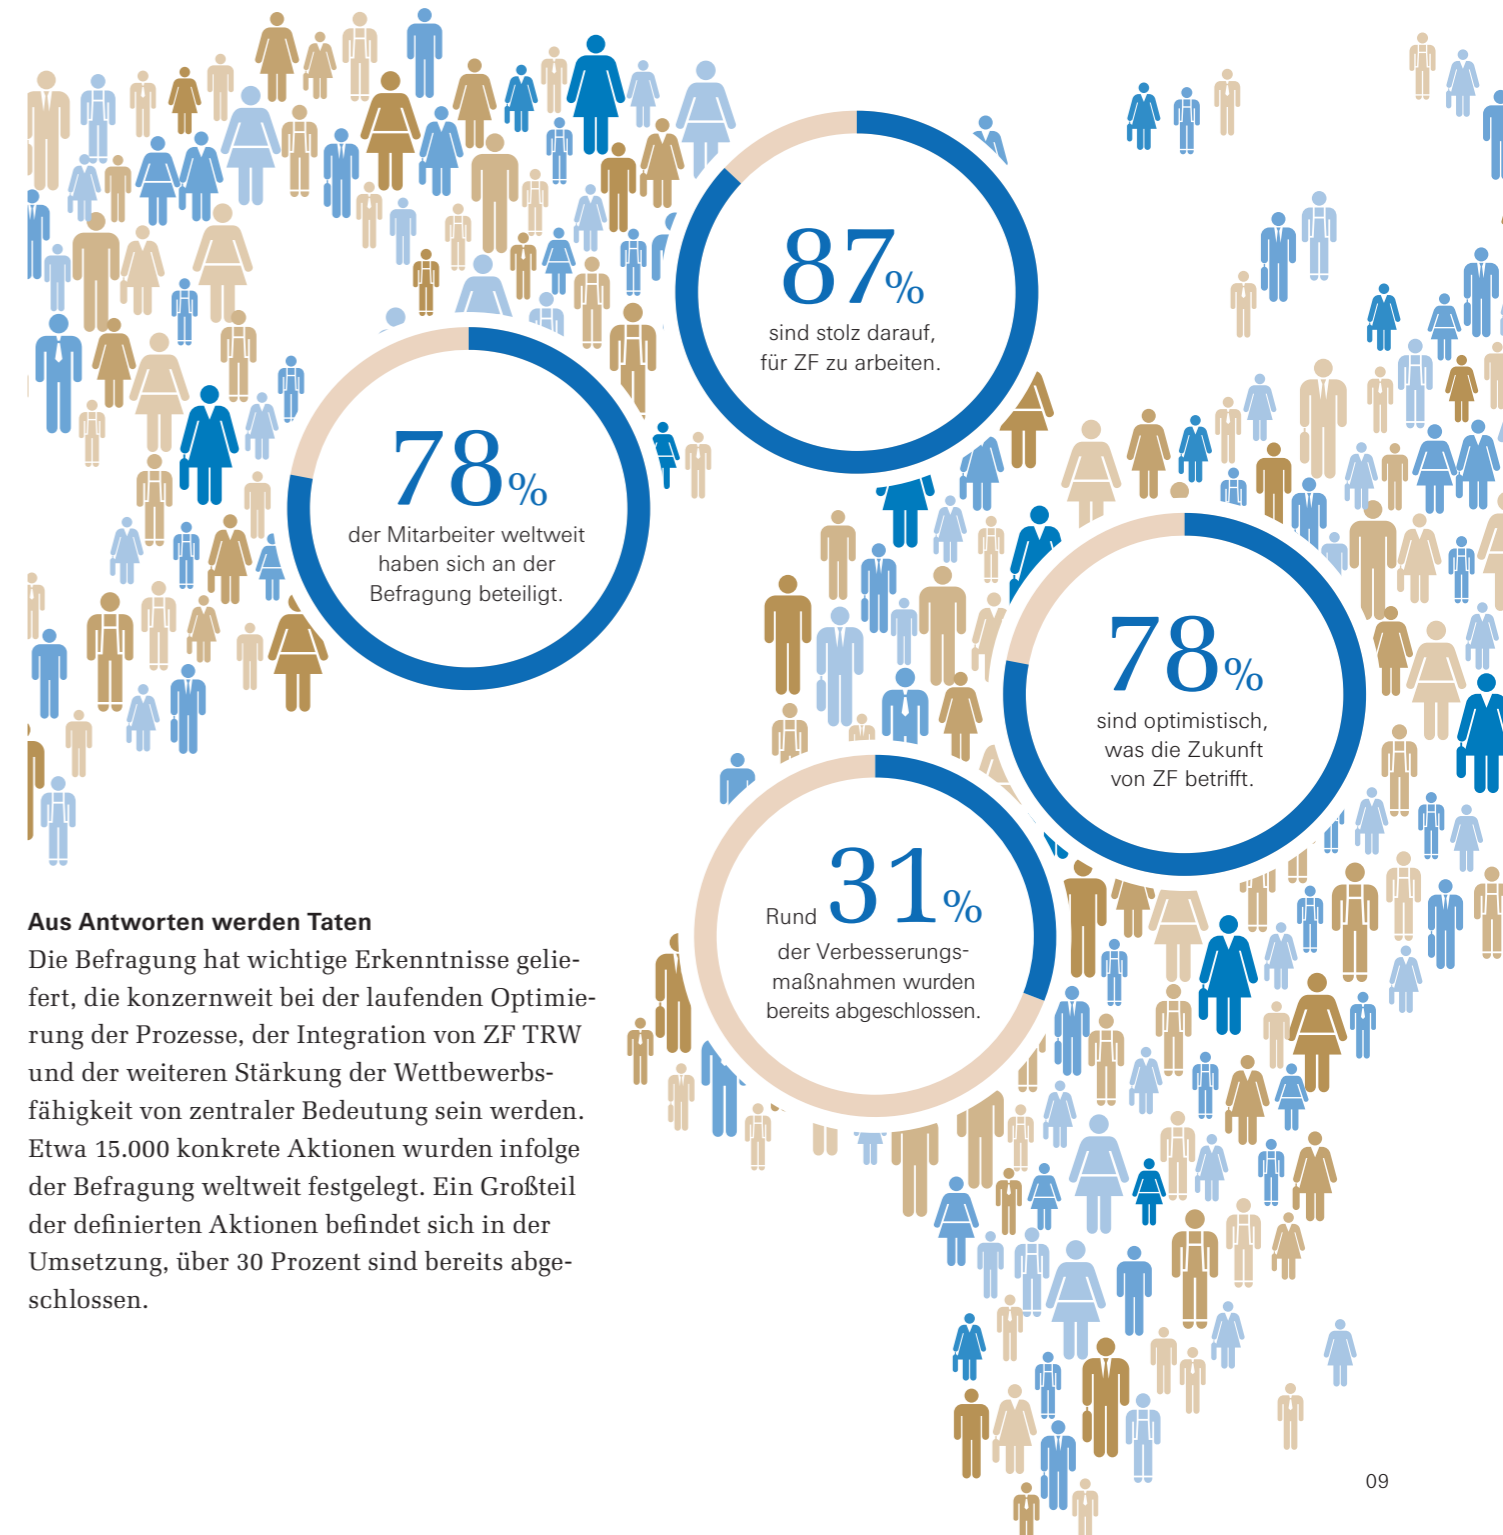 87%
sind stolz darauf,
für ZF zu arbeiten.
78%
der Mitarbeiter weltweit
haben sich an der
Befragung beteiligt.
78%
sind optimistisch,
was die Zukunft
von ZF betrifft.
Rund 31%
der Verbesserungs-
maßnahmen wurden
bereits abgeschlossen.
Aus Antworten werden Taten
Die Befragung hat wichtige Erkenntnisse gelie-
fert, die konzernweit bei der laufenden Optimie-
rung der Prozesse, der Integration von ZF TRW
und der weiteren Stärkung der Wettbewerbs-
fähigkeit von zentraler Bedeutung sein werden.
Etwa 15.000 konkrete Aktionen wurden infolge
der Befragung weltweit festgelegt. Ein Großteil
der definierten Aktionen befindet sich in der
Umsetzung, über 30 Prozent sind bereits abge-
schlossen.
09